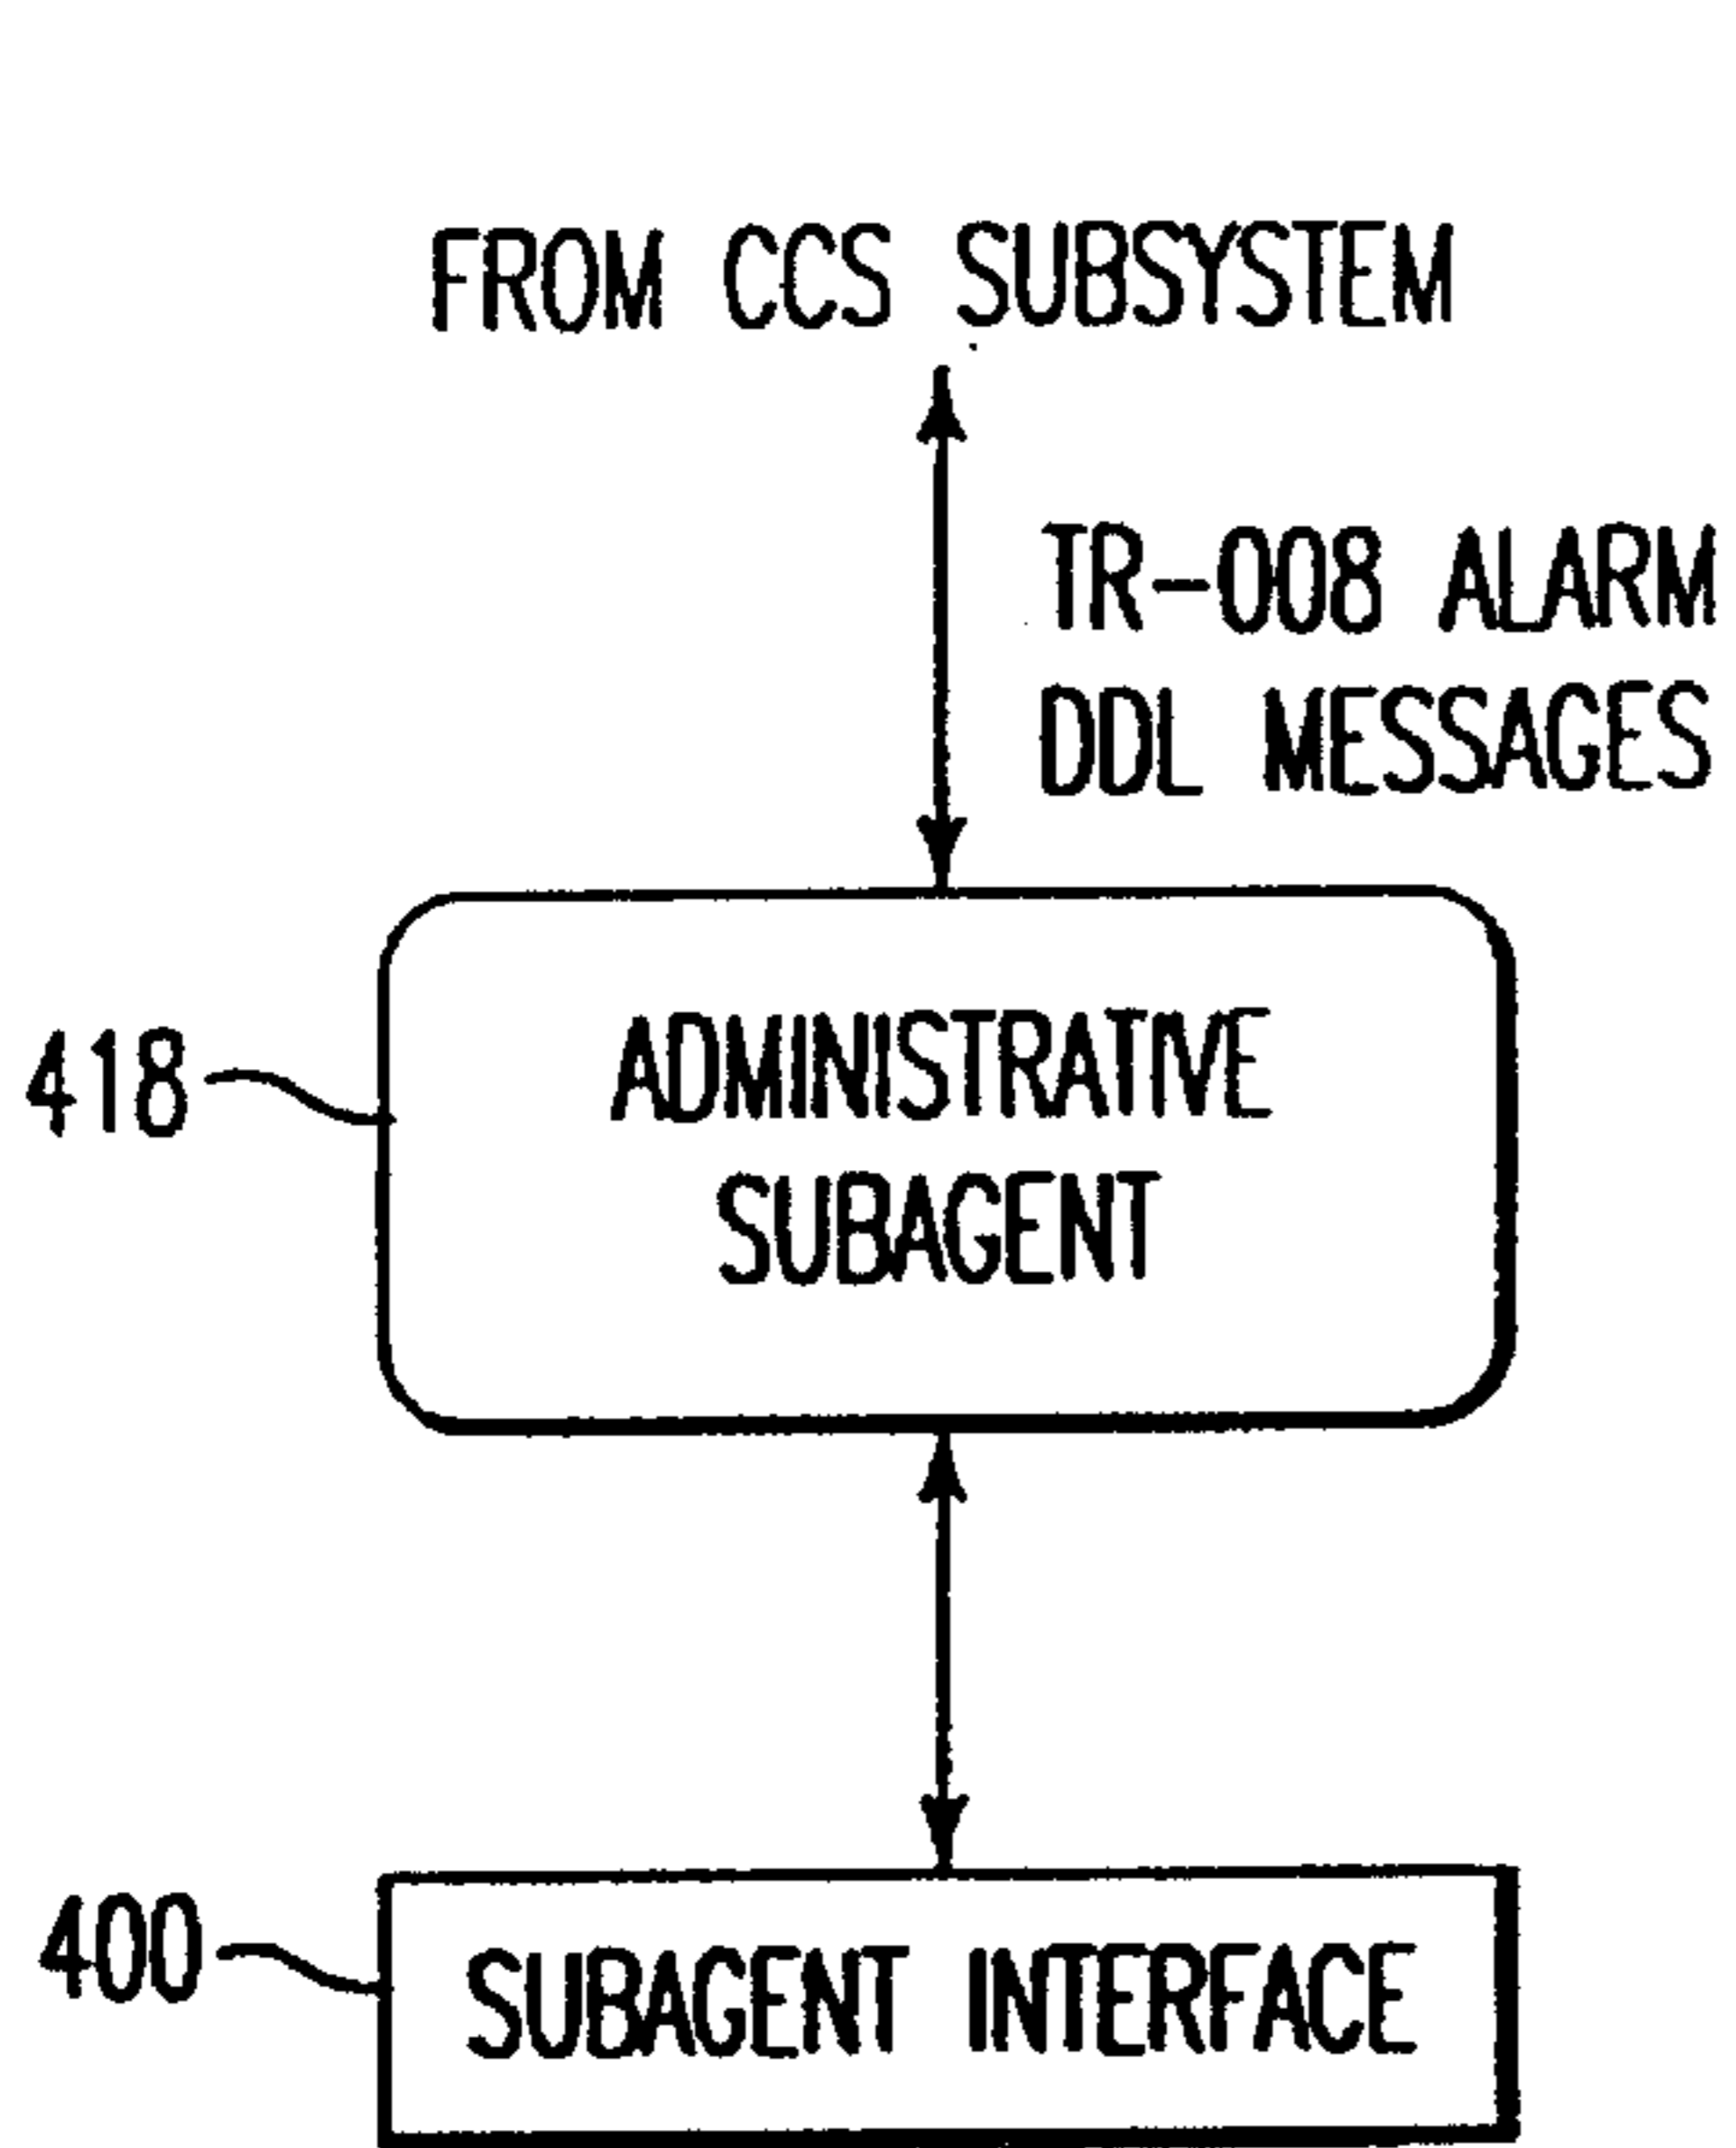 FROM CCS SUBSYSTEM
TR-008 ALARM
DDL MESSAGES
418
ADMINISTRATIVE
SUBAGENT
400
SUBAGENT INTERFACE